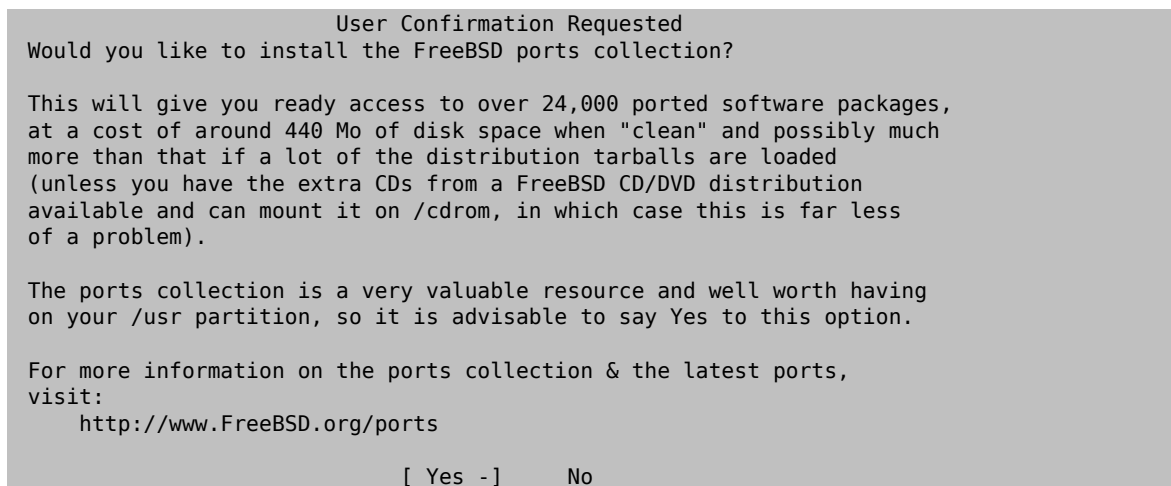 User Confirmation Requested
Would you like to install the FreeBSD ports collection?
This will give you ready access to over 24,000 ported software packages,
at a cost of around 440 Mo of disk space when "clean" and possibly much
more than that if a lot of the distribution tarballs are loaded
(unless you have the extra CDs from a FreeBSD CD/DVD distribution
available and can mount it on /cdrom, in which case this is far less
of a problem).
The ports collection is a very valuable resource and well worth having
on your /usr partition, so it is advisable to say Yes to this option.
For more information on the ports collection & the latest ports,
visit:
http://www.FreeBSD.org/ports
[ Yes -]     No